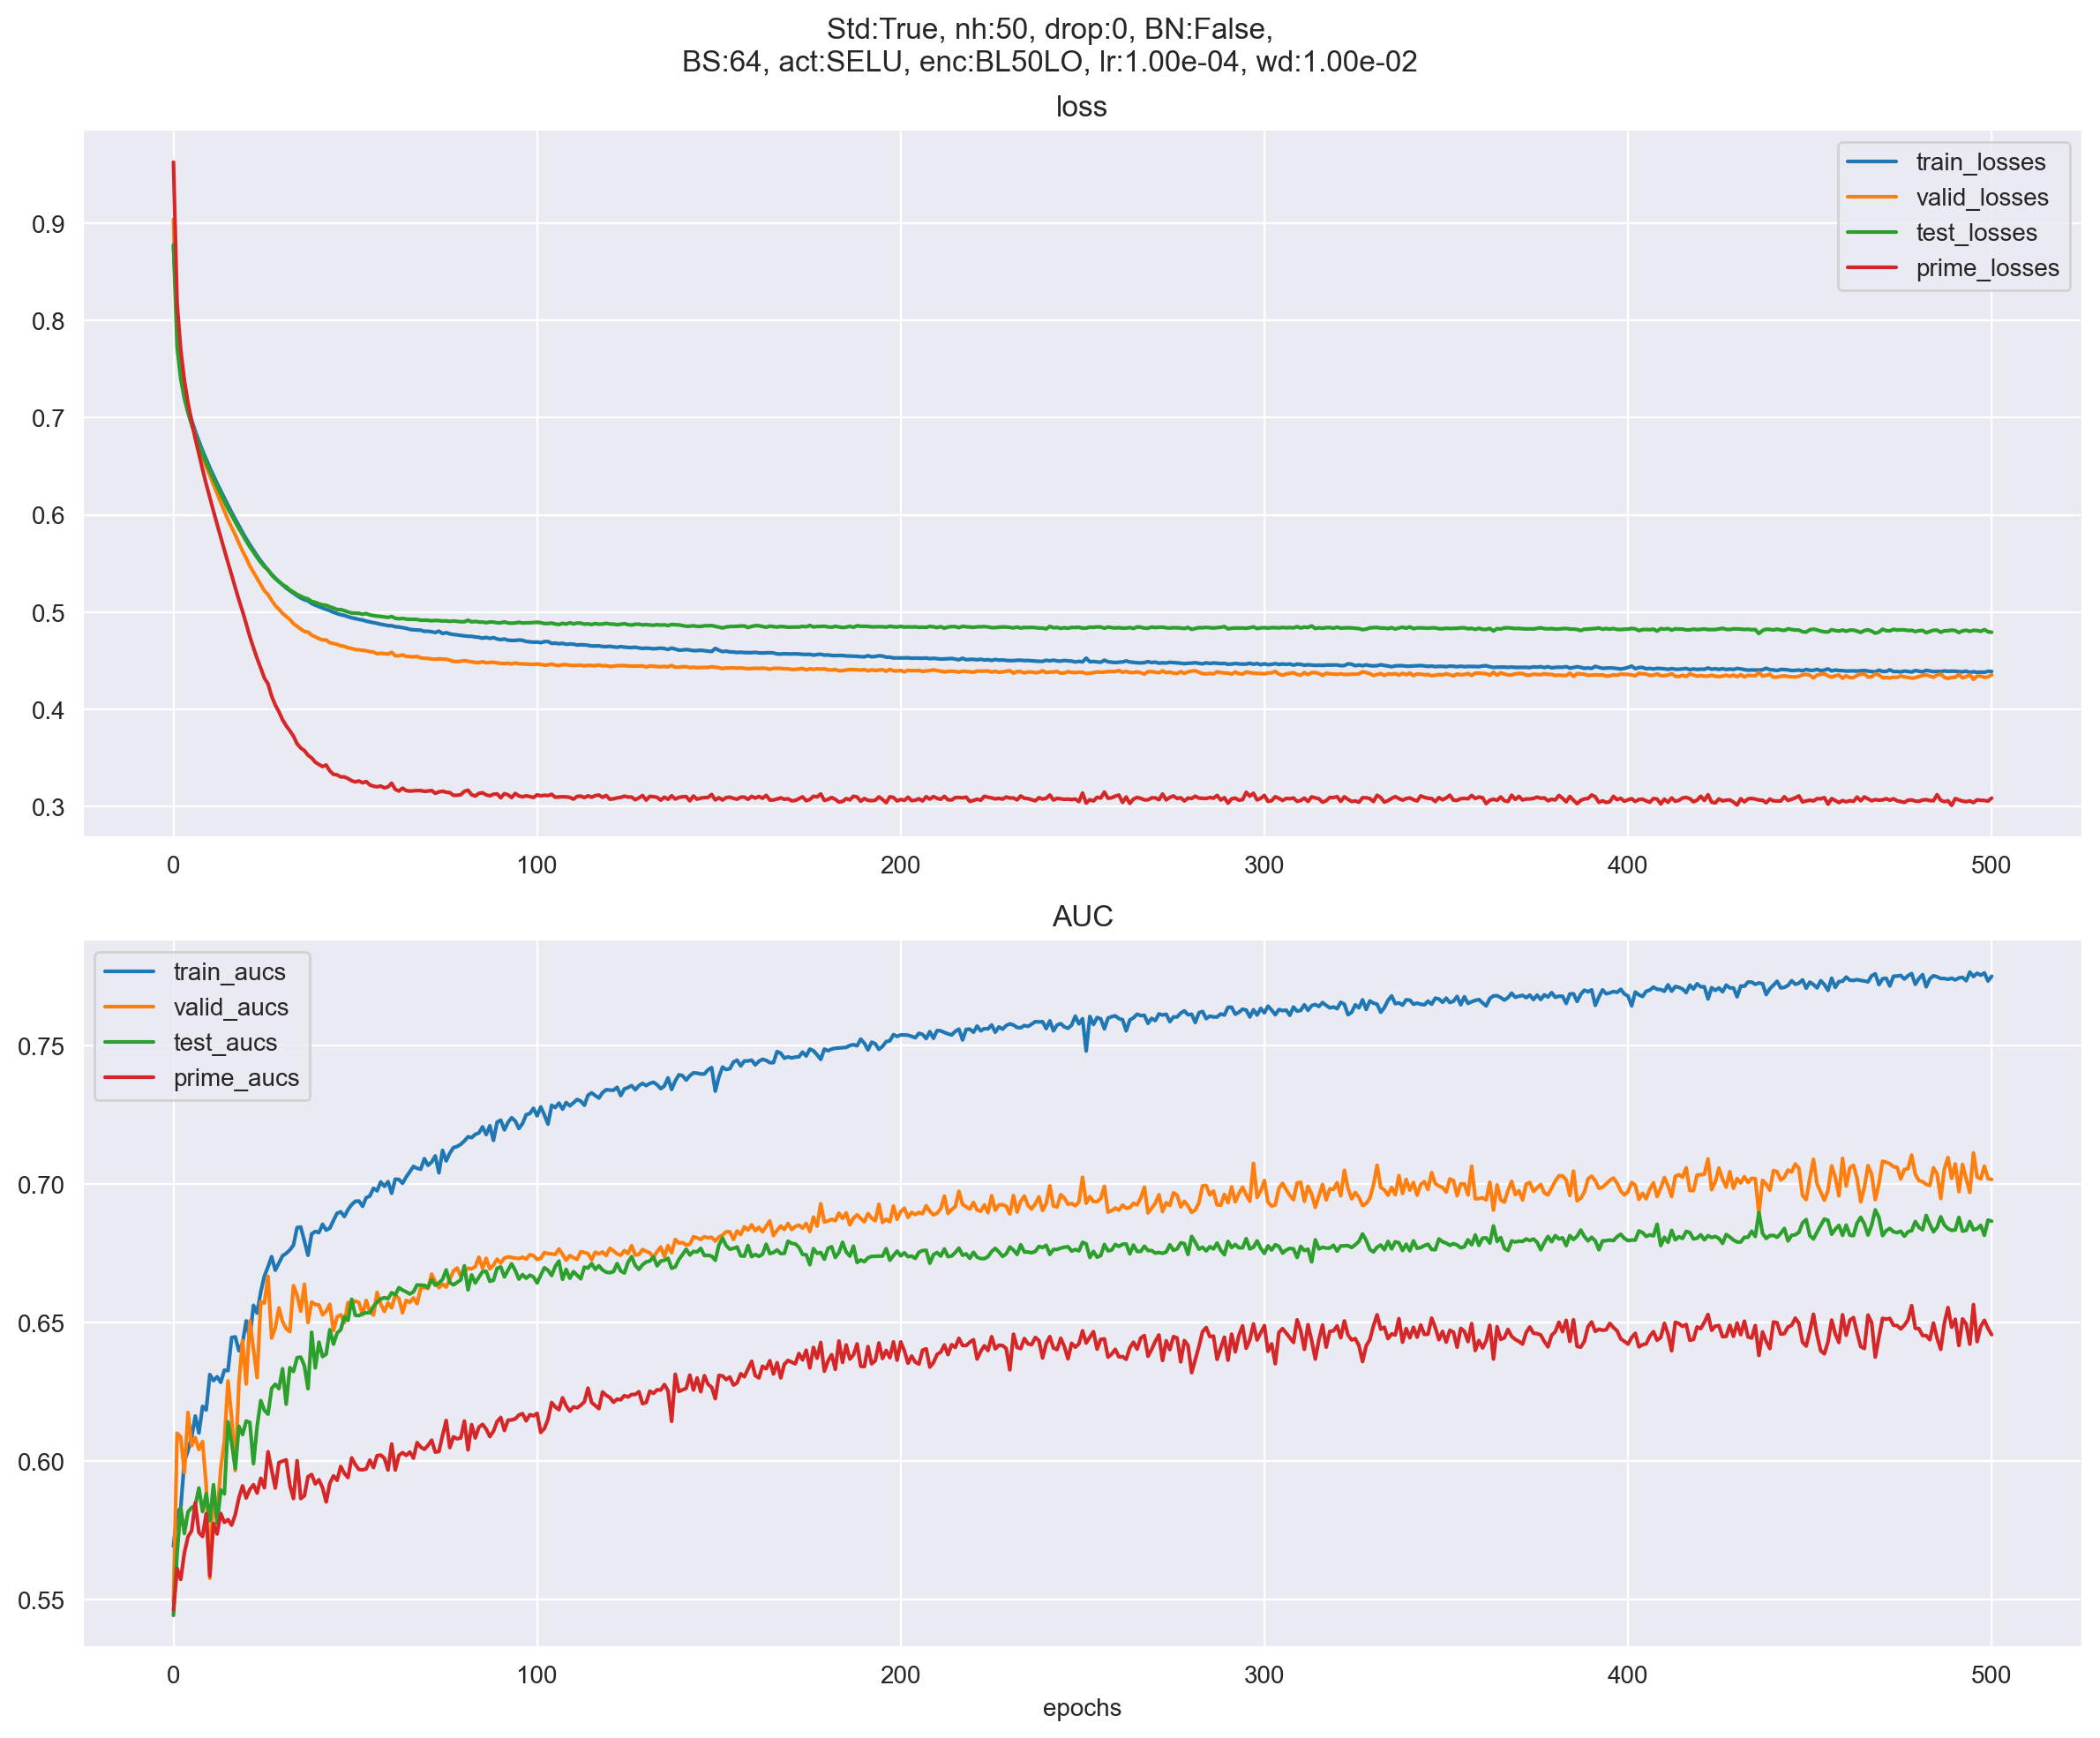 Std:True, nh:50, drop:0, BN:False,
BS:64, act:SELU, enc:BL50LO, lr:1.00e-04, wd:1.00e-02
loss
train_losses
valid_losses
test_losses
prime_losses
0.9
0.8
0.7
0.6
0.5
0.4
0.3
0 100 200 300 400 500
AUC
train_aucs
valid_aucs
test_aucs
prime_aucs
0.75
0.70
0.65
0.60
0.55
0 100 200 300 400 500
epochs